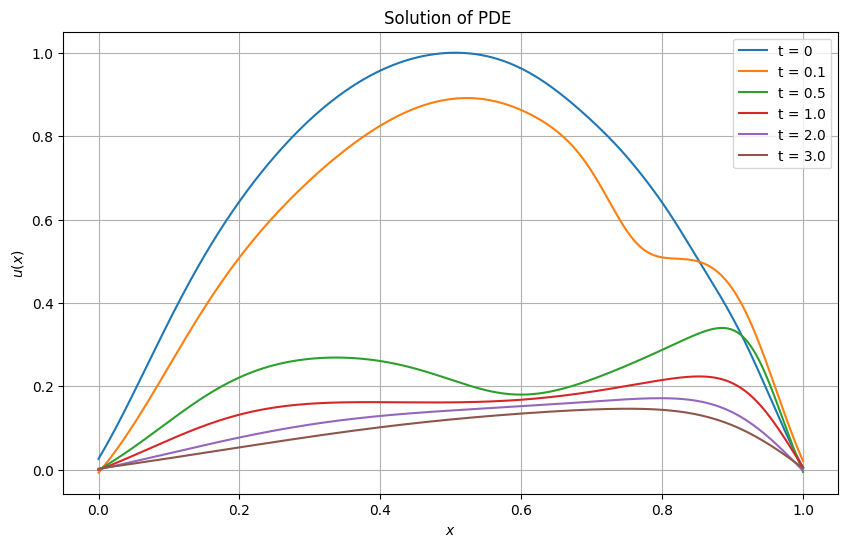 Solution of PDE
1.0
0.8
0.6
0.4
0.2
0.0
u(x)
t = 0
t = 0.1
t = 0.5
t = 1.0
t = 2.0
t = 3.0
0.0 0.2 0.4 0.6 0.8 1.0
x